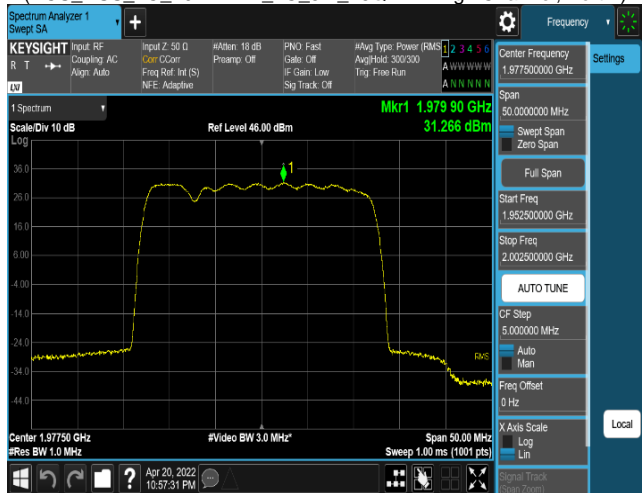 Spectrum Analyzer 1
Swept SA
Frequency
KEYSIGHT
R T
LXI
Input: RF
Coupling: AC
Align: Auto
Input Z: 50 Ω
Corr CCorr
Freq Ref: Int (S)
NFE: Adaptive
#Atten: 18 dB
Preamp: Off
PNO: Fast
Gate: Off
IF Gain: Low
Sig Track: Off
#Avg Type: Power (RMS
Avg|Hold: 300/300
Trig: Free Run
1 2 3 4 5 6
A W W W W W
A N N N N N
1 Spectrum
Scale/Div 10 dB
Log
Ref Level 46.00 dBm
Mkr1 1.979 90 GHz
31.266 dBm
1
36.0
26.0
16.0
6.00
-4.00
-14.0
-24.0
-34.0
-44.0
RMS
Center 1.97750 GHz
#Res BW 1.0 MHz
#Video BW 3.0 MHz*
Span 50.00 MHz
Sweep 1.00 ms (1001 pts)
Center Frequency
1.977500000 GHz
Span
50.0000000 MHz
Swept Span
Zero Span
Full Span
Start Freq
1.952500000 GHz
Stop Freq
2.002500000 GHz
AUTO TUNE
CF Step
5.000000 MHz
Auto
Man
Freq Offset
0 Hz
X Axis Scale
Log
Lin
Signal Track
(Span Zoom)
Settings
Local
Apr 20, 2022
10:57:31 PM